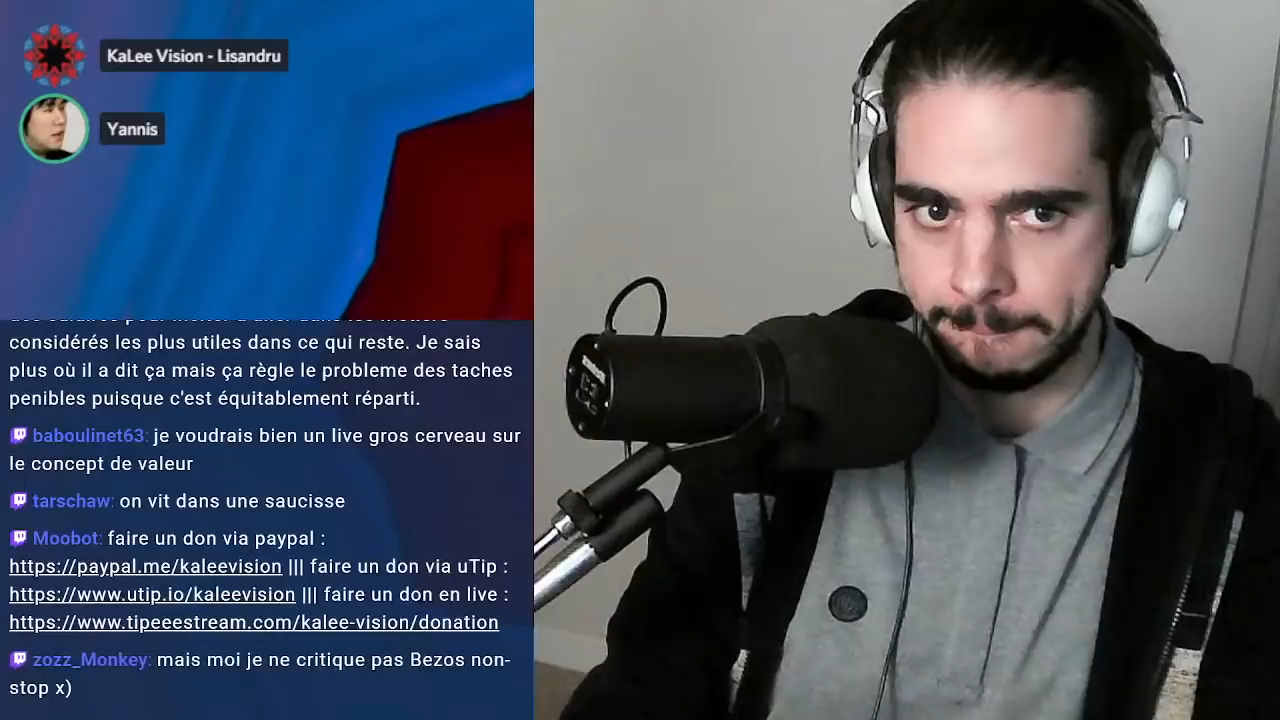 KaLee Vision - Lisandru
Yannis
considérés les plus utiles dans ce qui reste. Je sais
plus où il a dit ça mais ça règle le probleme des taches
penibles puisque c'est équitablement réparti.
baboulinet63: je voudrais bien un live gros cerveau sur
le concept de valeur
tarschaw: on vit dans une saucisse
Moobot: faire un don via paypal :
https://paypal.me/kaleevision ||| faire un don via uTip :
https://www.utip.io/kaleevision ||| faire un don en live :
https://www.tipeeestream.com/kalee-vision/donation
zozz_Monkey: mais moi je ne critique pas Bezos non-
stop x)